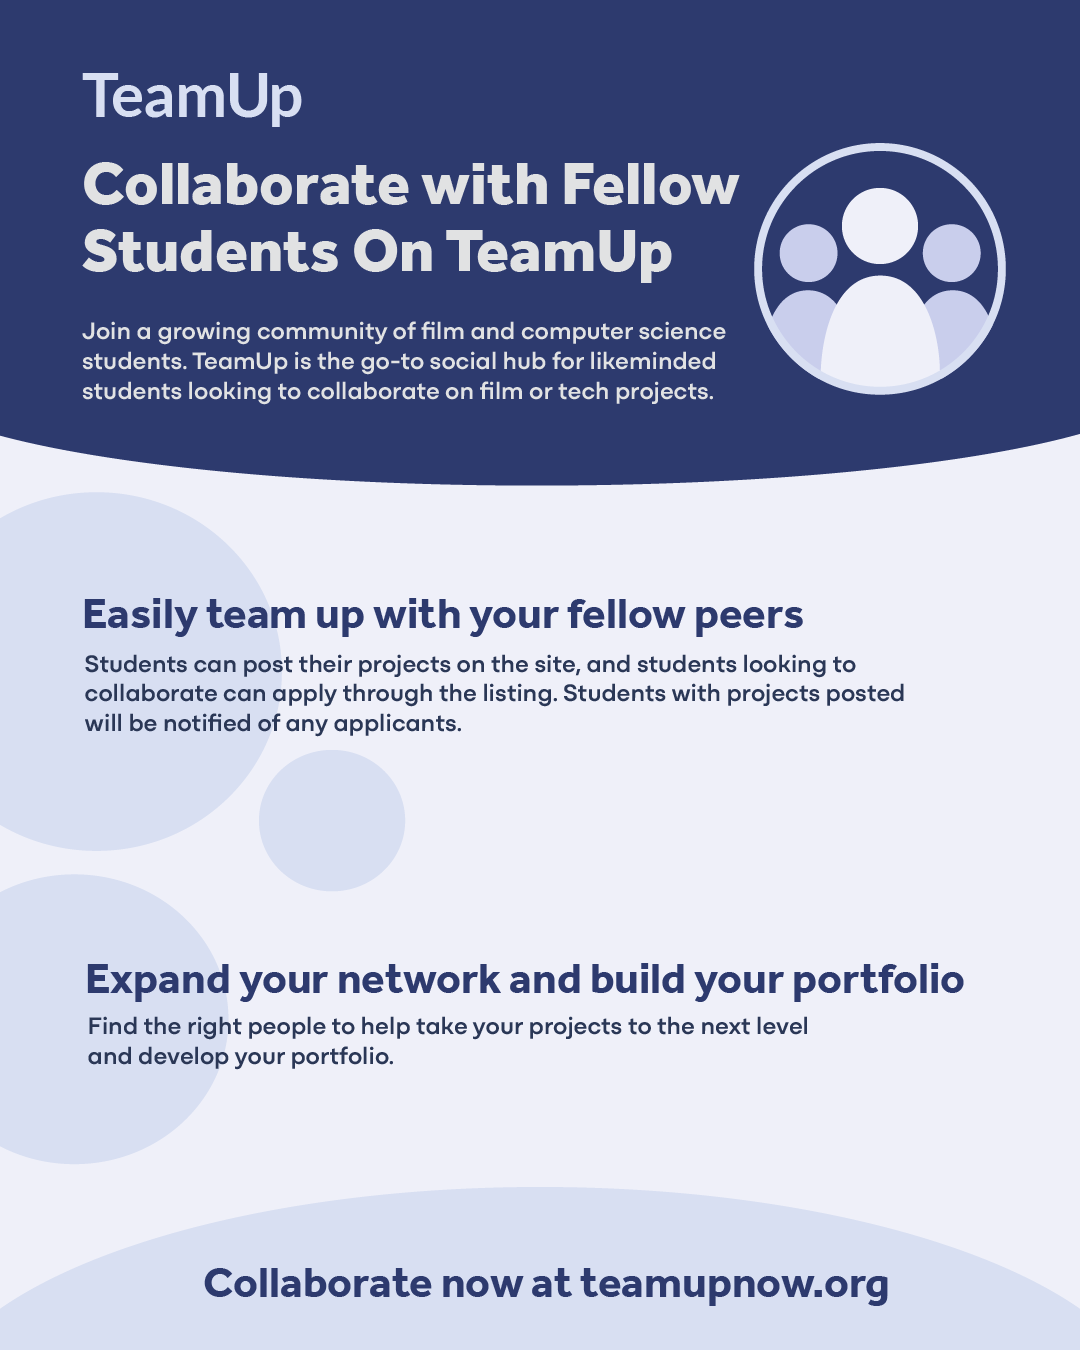 TeamUp
Collaborate with Fellow
Students On TeamUp
Join a growing community of film and computer science
students. TeamUp is the go-to social hub for likeminded
students looking to collaborate on film or tech projects.
Easily team up with your fellow peers
Students can post their projects on the site, and students looking to
collaborate can apply through the listing. Students with projects posted
will be notified of any applicants.
Expand your network and build your portfolio
Find the right people to help take your projects to the next level
and develop your portfolio.
Collaborate now at teamupnow.org